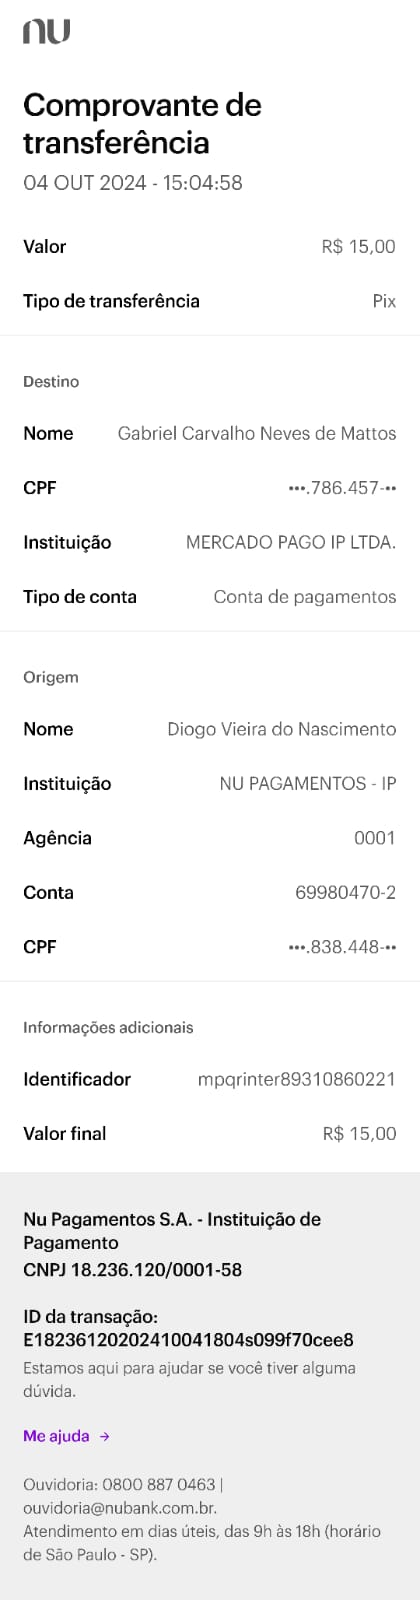 nu
Comprovante de
transferência
04 OUT 2024 - 15:04:58
Valor R$ 15,00
Tipo de transferência Pix
Destino
Nome Gabriel Carvalho Neves de Mattos
CPF •••.786.457-••
Instituição MERCADO PAGO IP LTDA.
Tipo de conta Conta de pagamentos
Origem
Nome Diogo Vieira do Nascimento
Instituição NU PAGAMENTOS - IP
Agência 0001
Conta 69980470-2
CPF •••.838.448-••
Informações adicionais
Identificador mpqrinter89310860221
Valor final R$ 15,00
Nu Pagamentos S.A. - Instituição de
Pagamento
CNPJ 18.236.120/0001-58
ID da transação:
E18236120202410041804s099f70cee8
Estamos aqui para ajudar se você tiver alguma
dúvida.
Me ajuda →
Ouvidoria: 0800 887 0463 |
ouvidoria@nubank.com.br.
Atendimento em dias úteis, das 9h às 18h (horário
de São Paulo - SP).